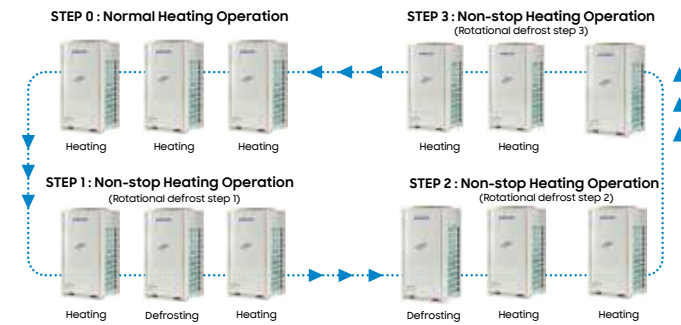 STEP 0 : Normal Heating Operation
Heating
Heating
Heating
STEP 3 : Non-stop Heating Operation
(Rotational defrost step 3)
Heating
Heating
STEP 1 : Non-stop Heating Operation
(Rotational defrost step 1)
Heating
Defrosting
Heating
STEP 2 : Non-stop Heating Operation
(Rotational defrost step 2)
Defrosting
Heating
Heating